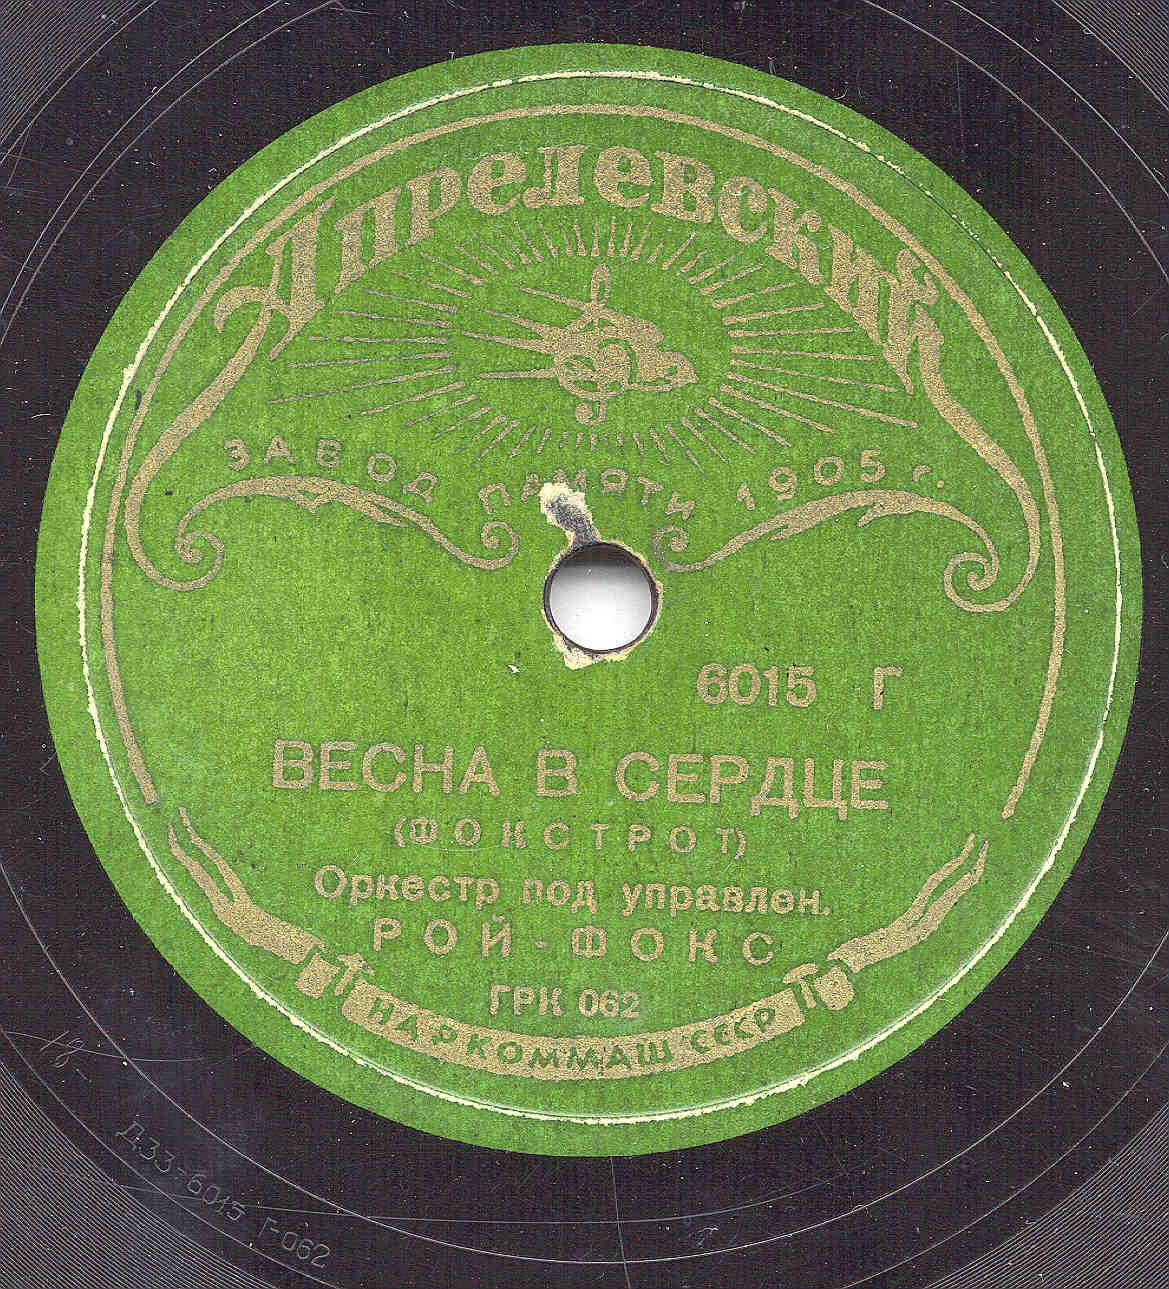 Апрелевский
ЗАВОД ПАМЯТИ 1905 г.
6015 Г
ВЕСНА В СЕРДЦЕ
(ФОКСТРОТ)
Оркестр под управлен.
РОЙ-ФОКС
ГРК 062
НАРКОММАШ СССР
Д33-6015 Г-062